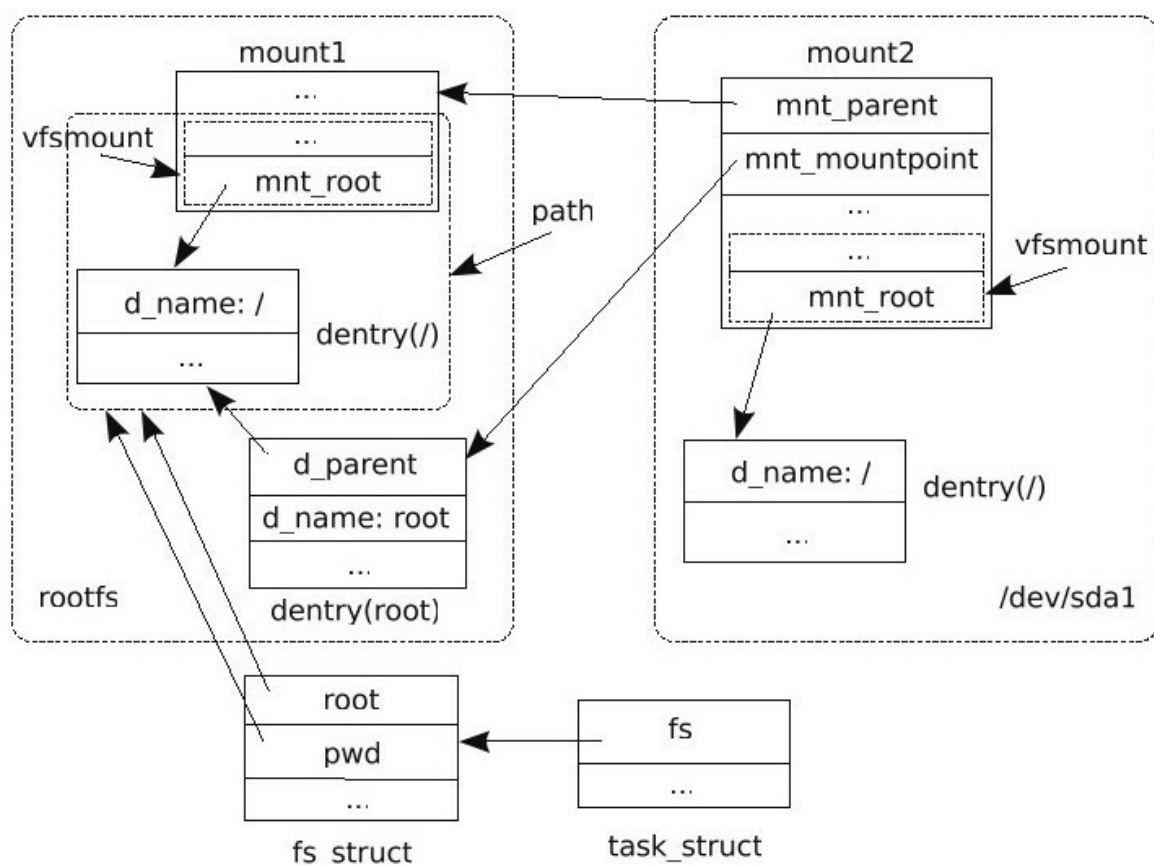 mount1
...
vfsmount
...
mnt_root
path
d_name: /
...
dentry(/)
d_parent
d_name: root
...
dentry(root)
rootfs
mount2
mnt_parent
mnt_mountpoint
...
...
vfsmount
mnt_root
d_name: /
...
dentry(/)
/dev/sda1
root
pwd
...
fs_struct
fs
...
task_struct